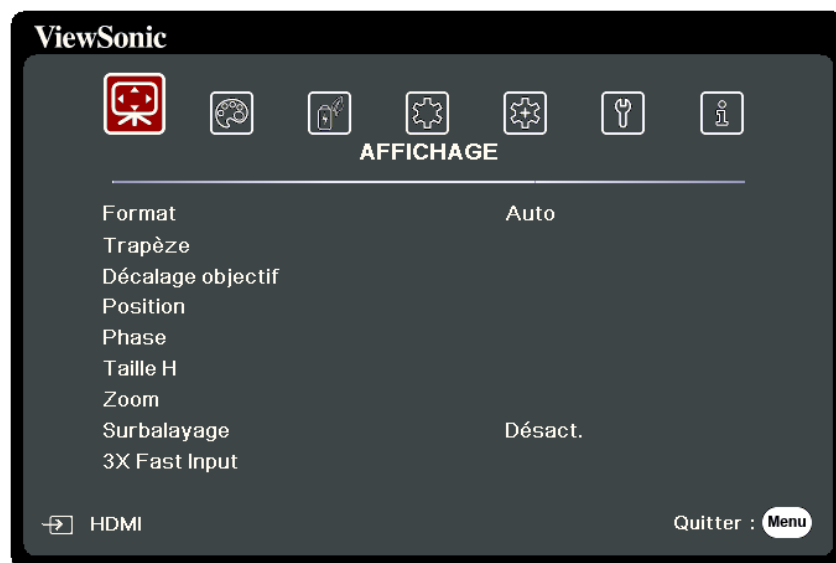 ViewSonic
AFFICHAGE
Format Auto
Trapèze
Décalage objectif
Position
Phase
Taille H
Zoom
Surbalayage Désact.
3X Fast Input
HDMI Quitter : Menu